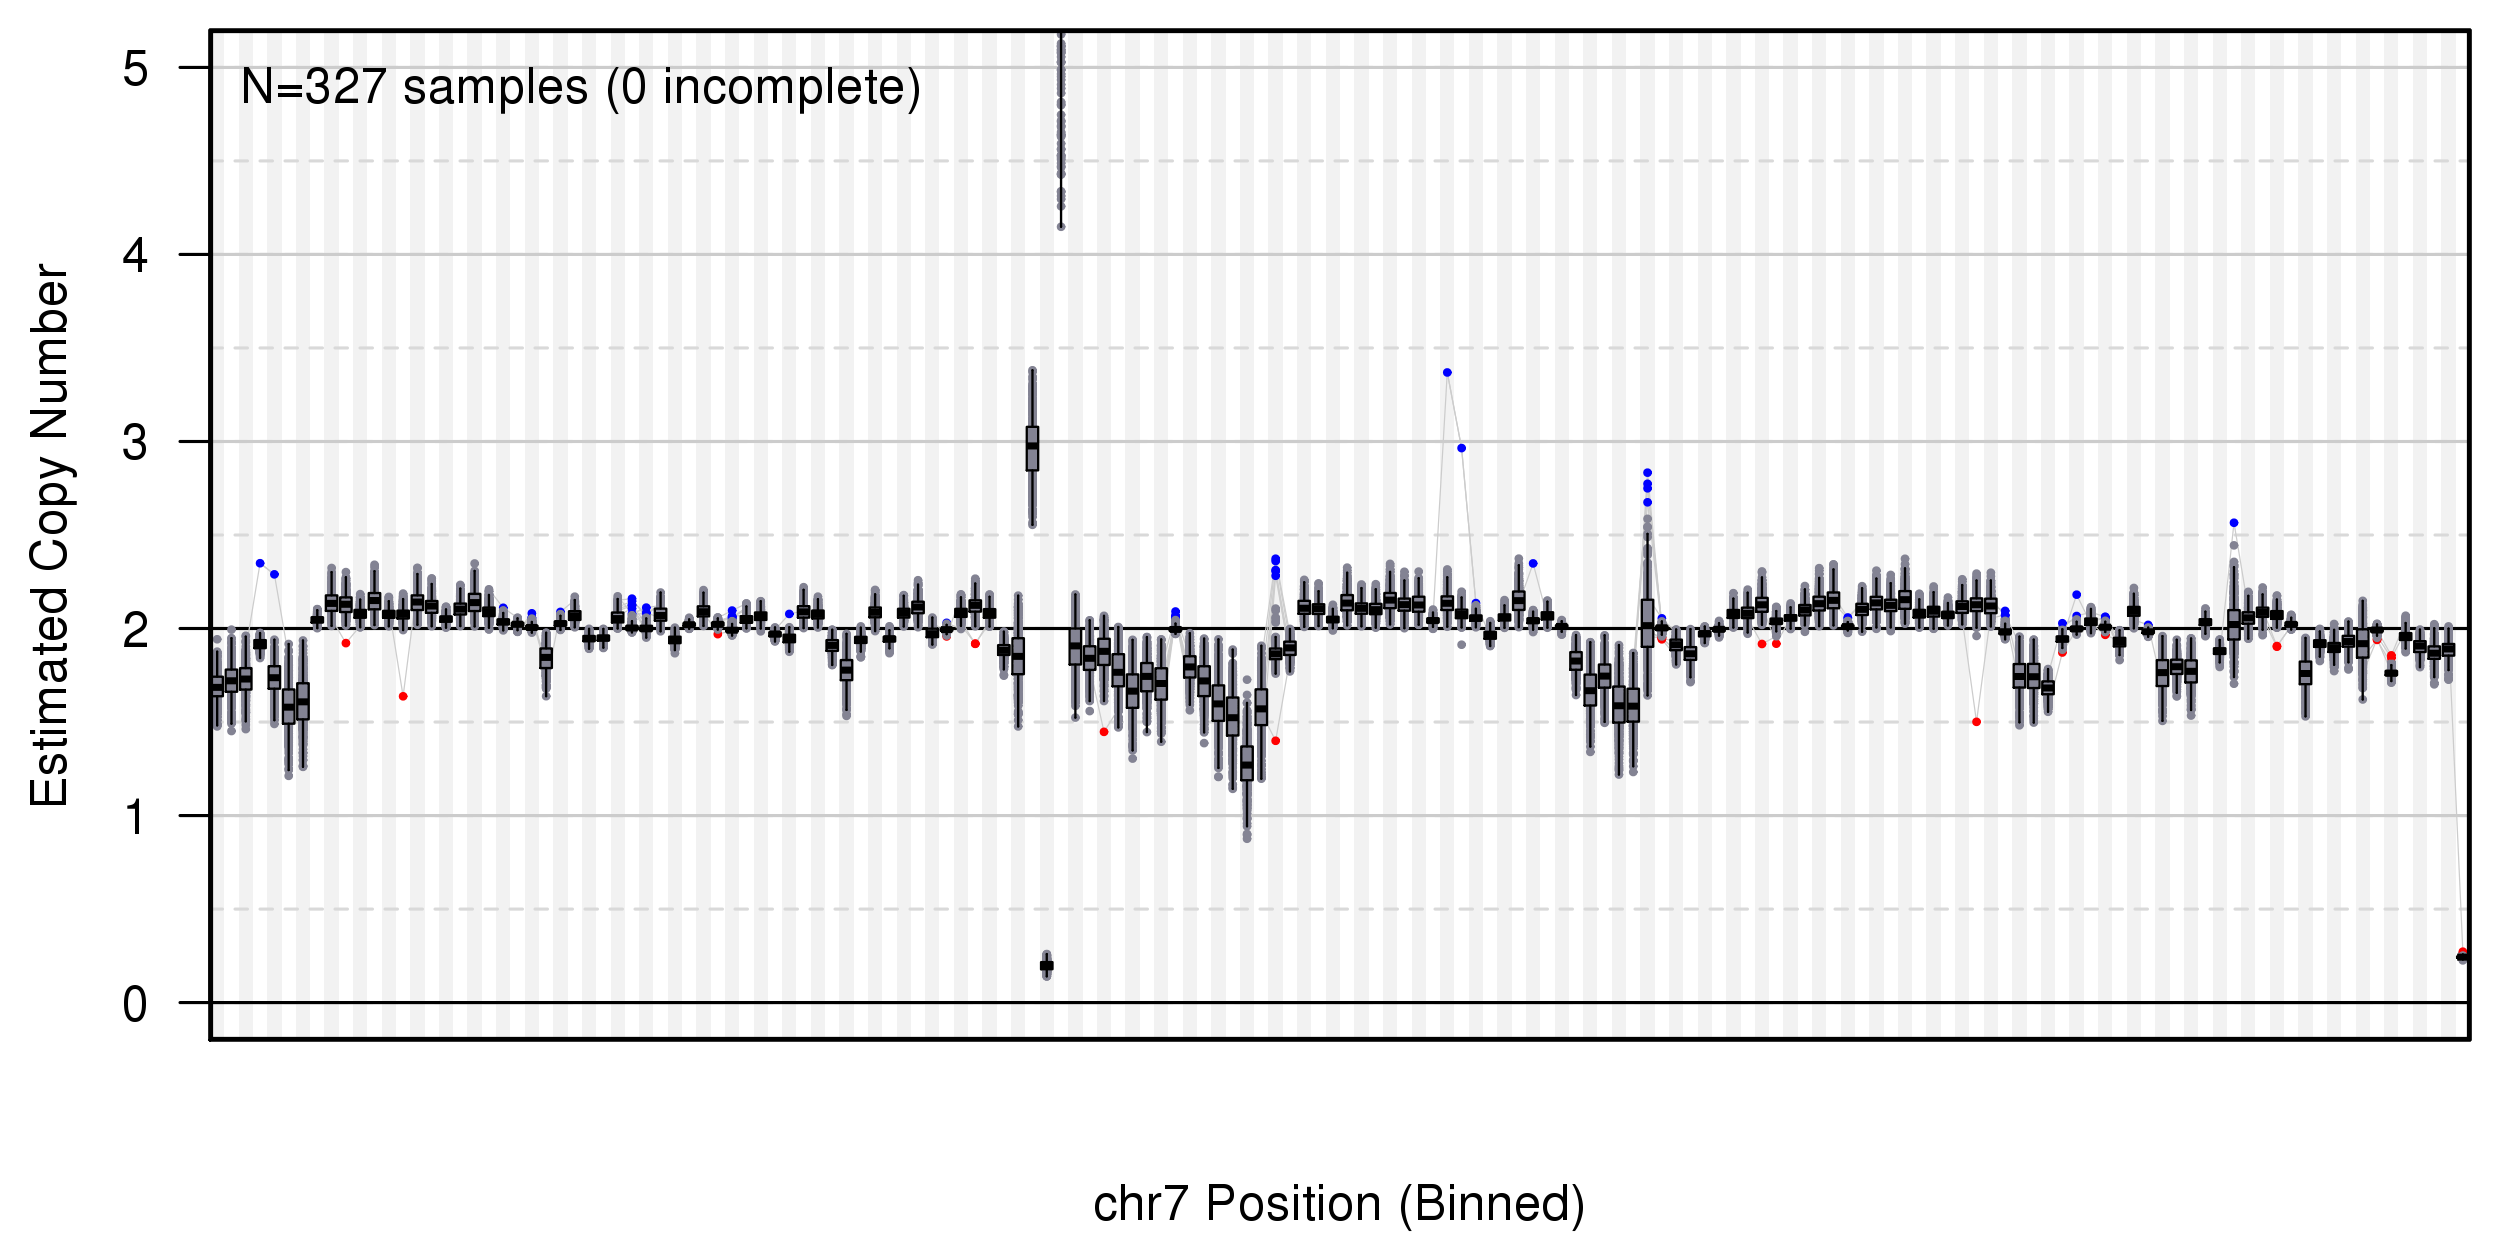 5
N=327 samples (0 incomplete)
4
3
2
1
0
Estimated Copy Number
chr7 Position (Binned)